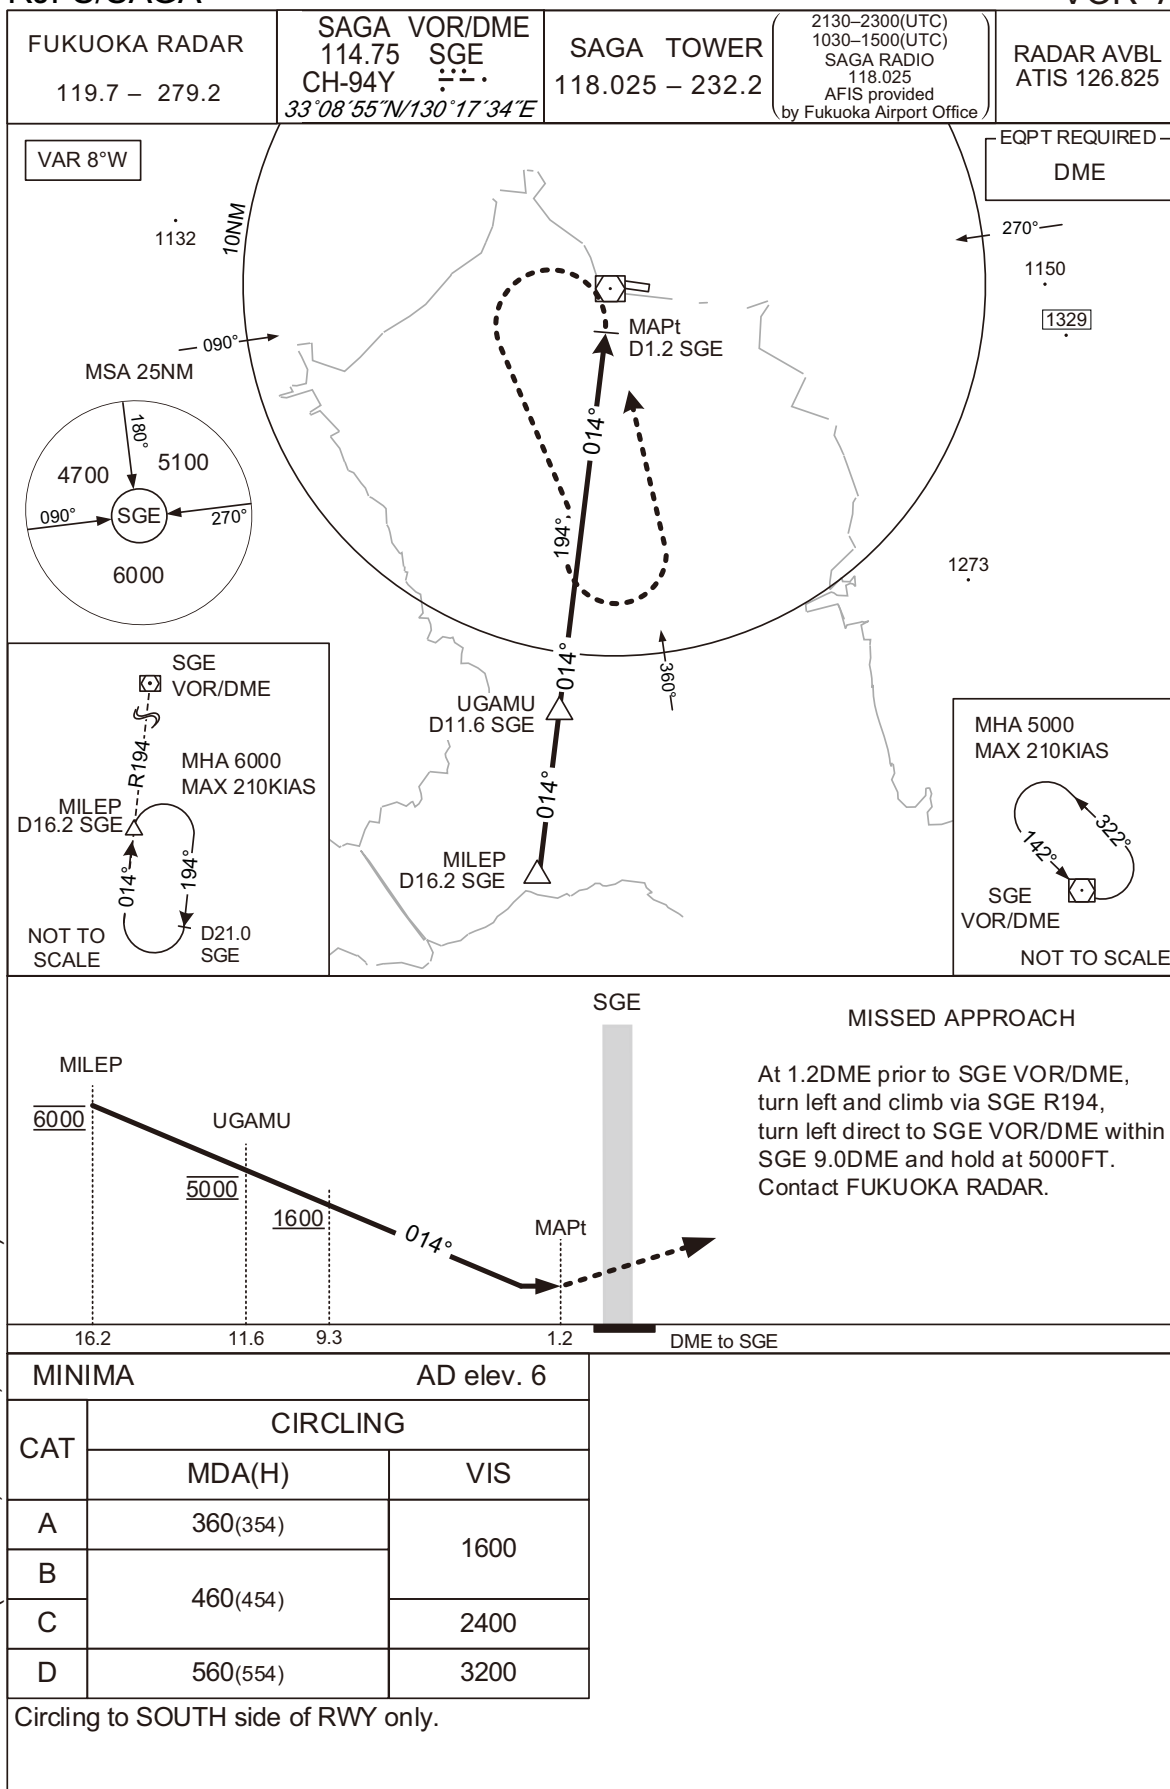 FUKUOKA RADAR
119.7 – 279.2
SAGA VOR/DME
114.75 SGE
CH-94Y
33°08´55˝N/130°17´34˝E
SAGA TOWER
118.025 – 232.2
2130–2300(UTC)
1030–1500(UTC)
SAGA RADIO
118.025
AFIS provided
by Fukuoka Airport Office
RADAR AVBL
ATIS 126.825
VAR 8°W
EQPT REQUIRED
DME
10NM
1132
270°
1150
1329
090°
MAPt
D1.2 SGE
MSA 25NM
180°
4700
5100
090°
SGE
270°
6000
014°
194°
1273
014°
360°
UGAMU
D11.6 SGE
014°
MILEP
D16.2 SGE
SGE
VOR/DME
R194
MHA 6000
MAX 210KIAS
MILEP
D16.2 SGE
014°
194°
D21.0
SGE
NOT TO
SCALE
MHA 5000
MAX 210KIAS
322°
142°
SGE
VOR/DME
NOT TO SCALE
SGE
MISSED APPROACH
At 1.2DME prior to SGE VOR/DME,
turn left and climb via SGE R194,
turn left direct to SGE VOR/DME within
SGE 9.0DME and hold at 5000FT.
Contact FUKUOKA RADAR.
MILEP
6000
UGAMU
5000
1600
014°
MAPt
16.2 11.6 9.3 1.2 DME to SGE
MINIMA AD elev. 6
CAT CIRCLING
MDA(H) VIS
A 360(354) 1600
B 460(454)
C 2400
D 560(554) 3200
Circling to SOUTH side of RWY only.